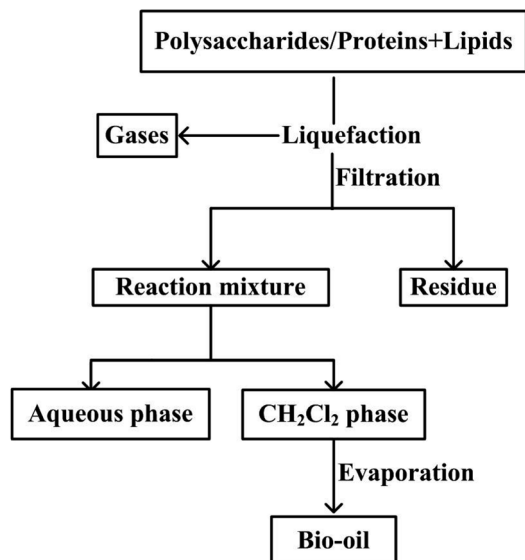 Polysaccharides/Proteins+Lipids
Gases
Liquefaction
Filtration
Reaction mixture
Residue
Aqueous phase
CH₂Cl₂ phase
Evaporation
Bio-oil